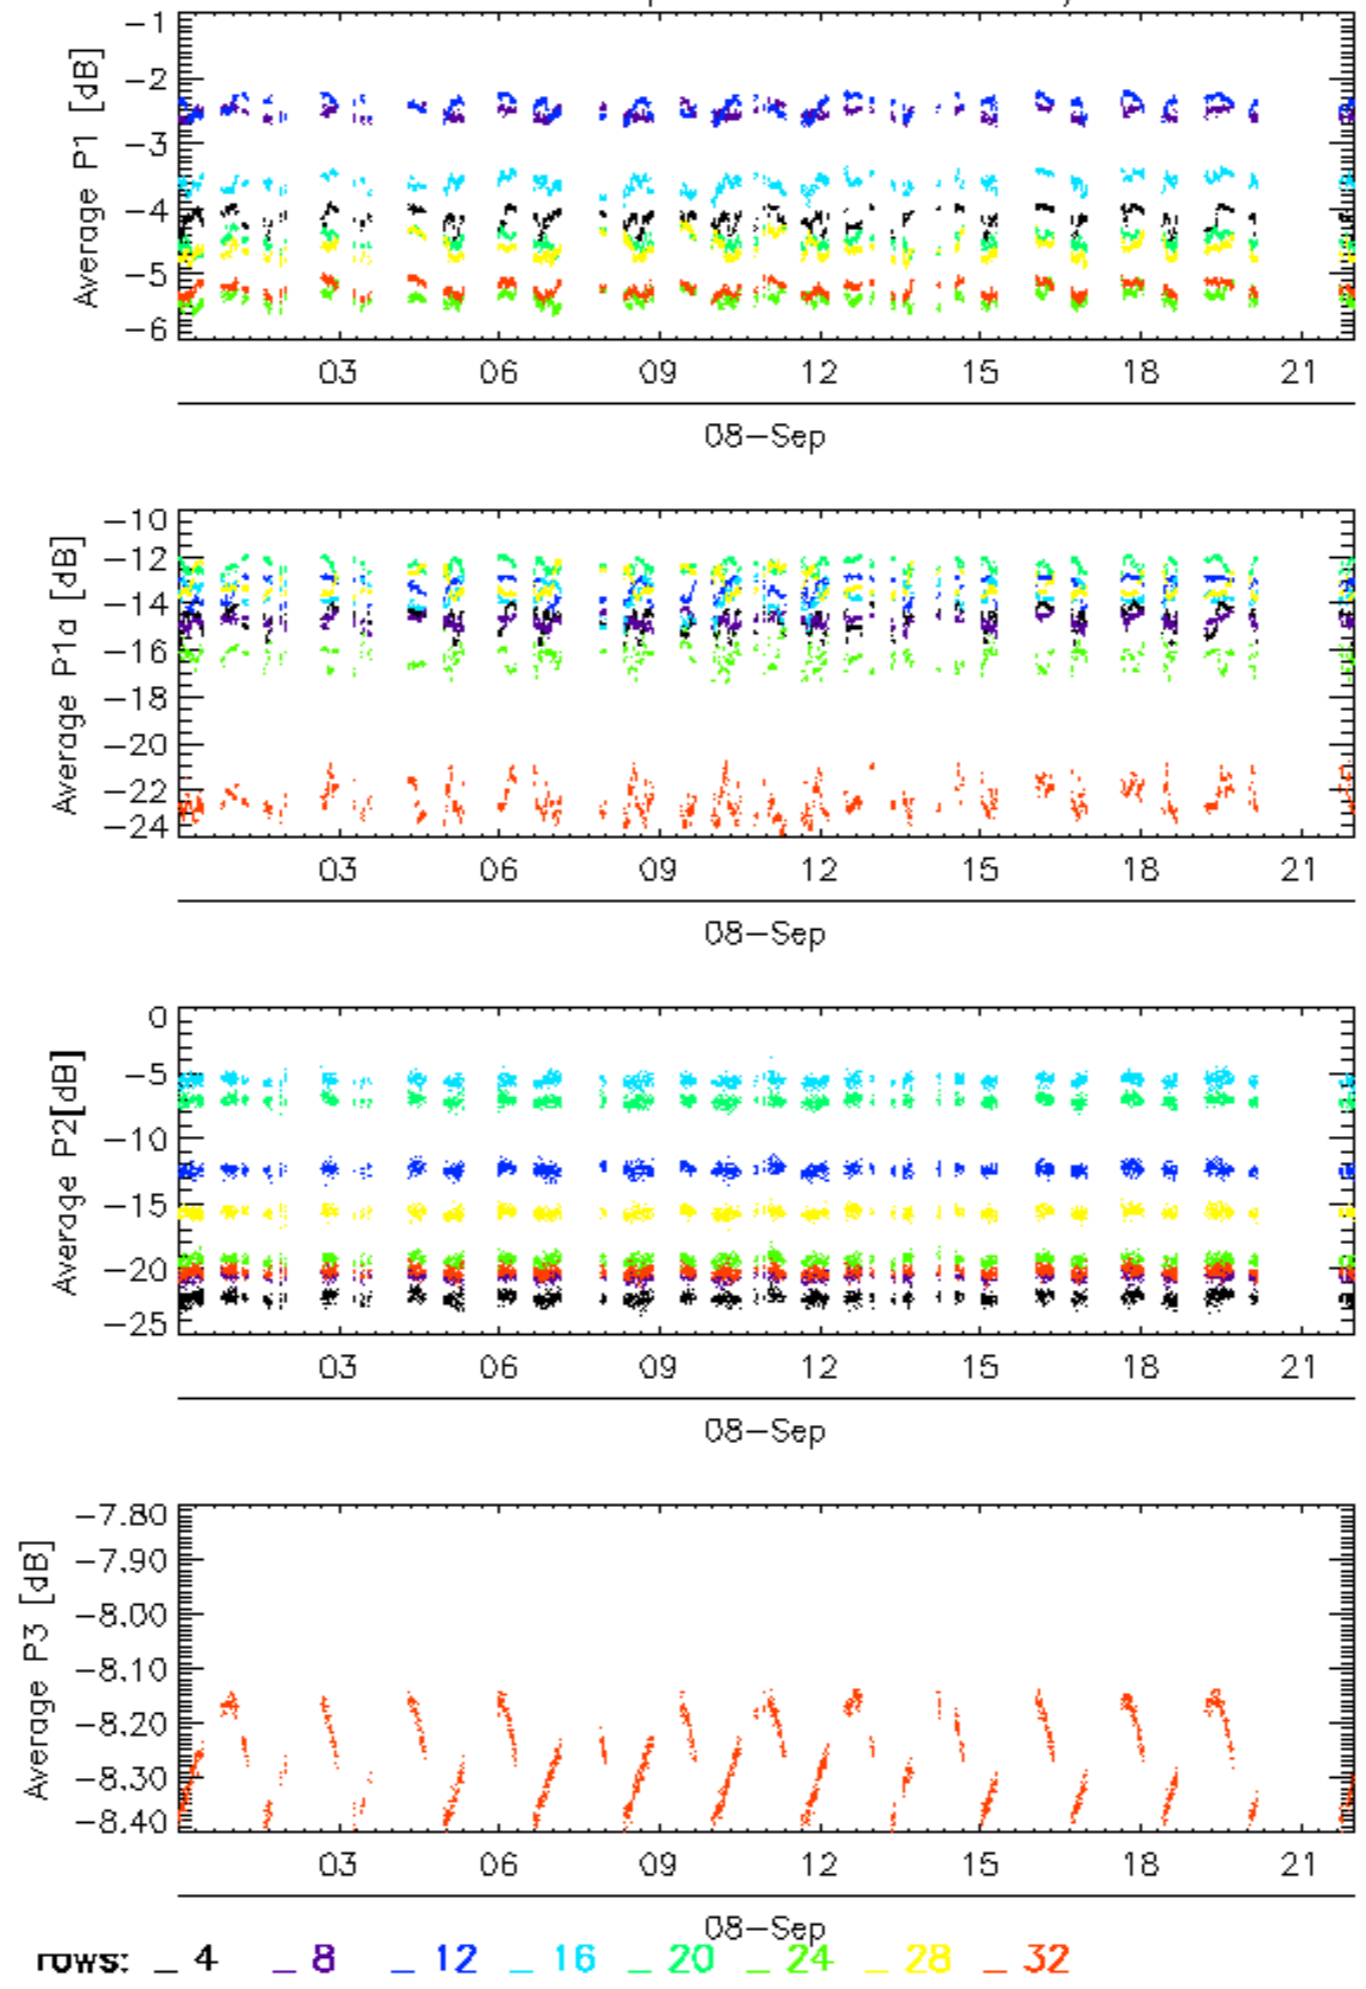 −1
−2
−3
−4
−5
−6
Average P1 [dB]
03 06 09 12 15 18 21
08−Sep
−10
−12
−14
−16
−18
−20
−22
−24
Average P1a [dB]
03 06 09 12 15 18 21
08−Sep
0
−5
−10
−15
−20
−25
Average P2[dB]
03 06 09 12 15 18 21
08−Sep
−7.80
−7.90
−8.00
−8.10
−8.20
−8.30
−8.40
Average P3 [dB]
03 06 09 12 15 18 21
08−Sep
rows: _ 4 _ 8 _ 12 _ 16 _ 20 _ 24 _ 28 _ 32